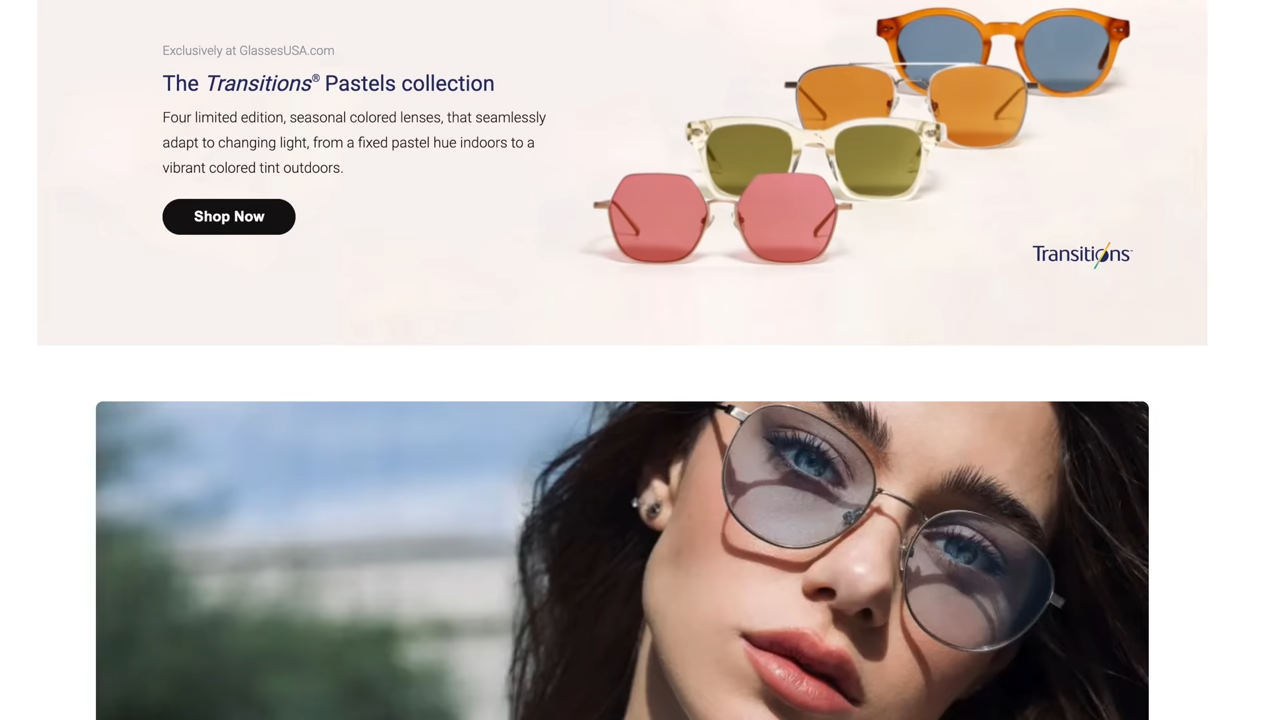 Exclusively at GlassesUSA.com
The Transitions® Pastels collection
Four limited edition, seasonal colored lenses, that seamlessly
adapt to changing light, from a fixed pastel hue indoors to a
vibrant colored tint outdoors.
Shop Now
Transitions™